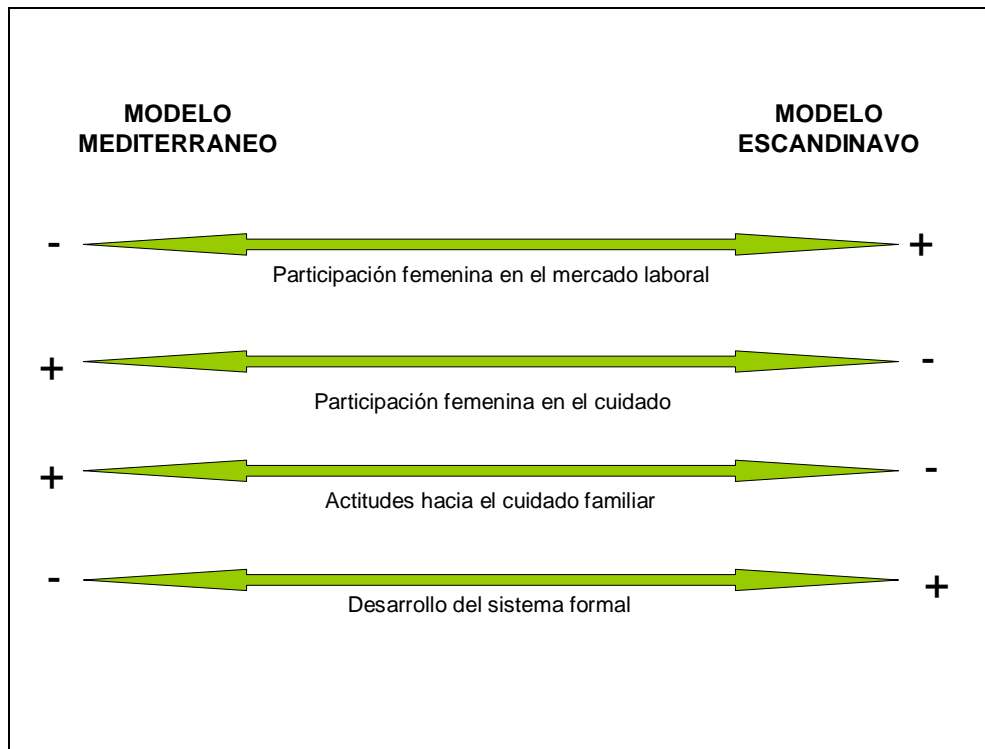 MODELO
MEDITERRANEO
MODELO
ESCANDINAVO
- +
Participación femenina en el mercado laboral
+ -
Participación femenina en el cuidado
+ -
Actitudes hacia el cuidado familiar
- +
Desarrollo del sistema formal